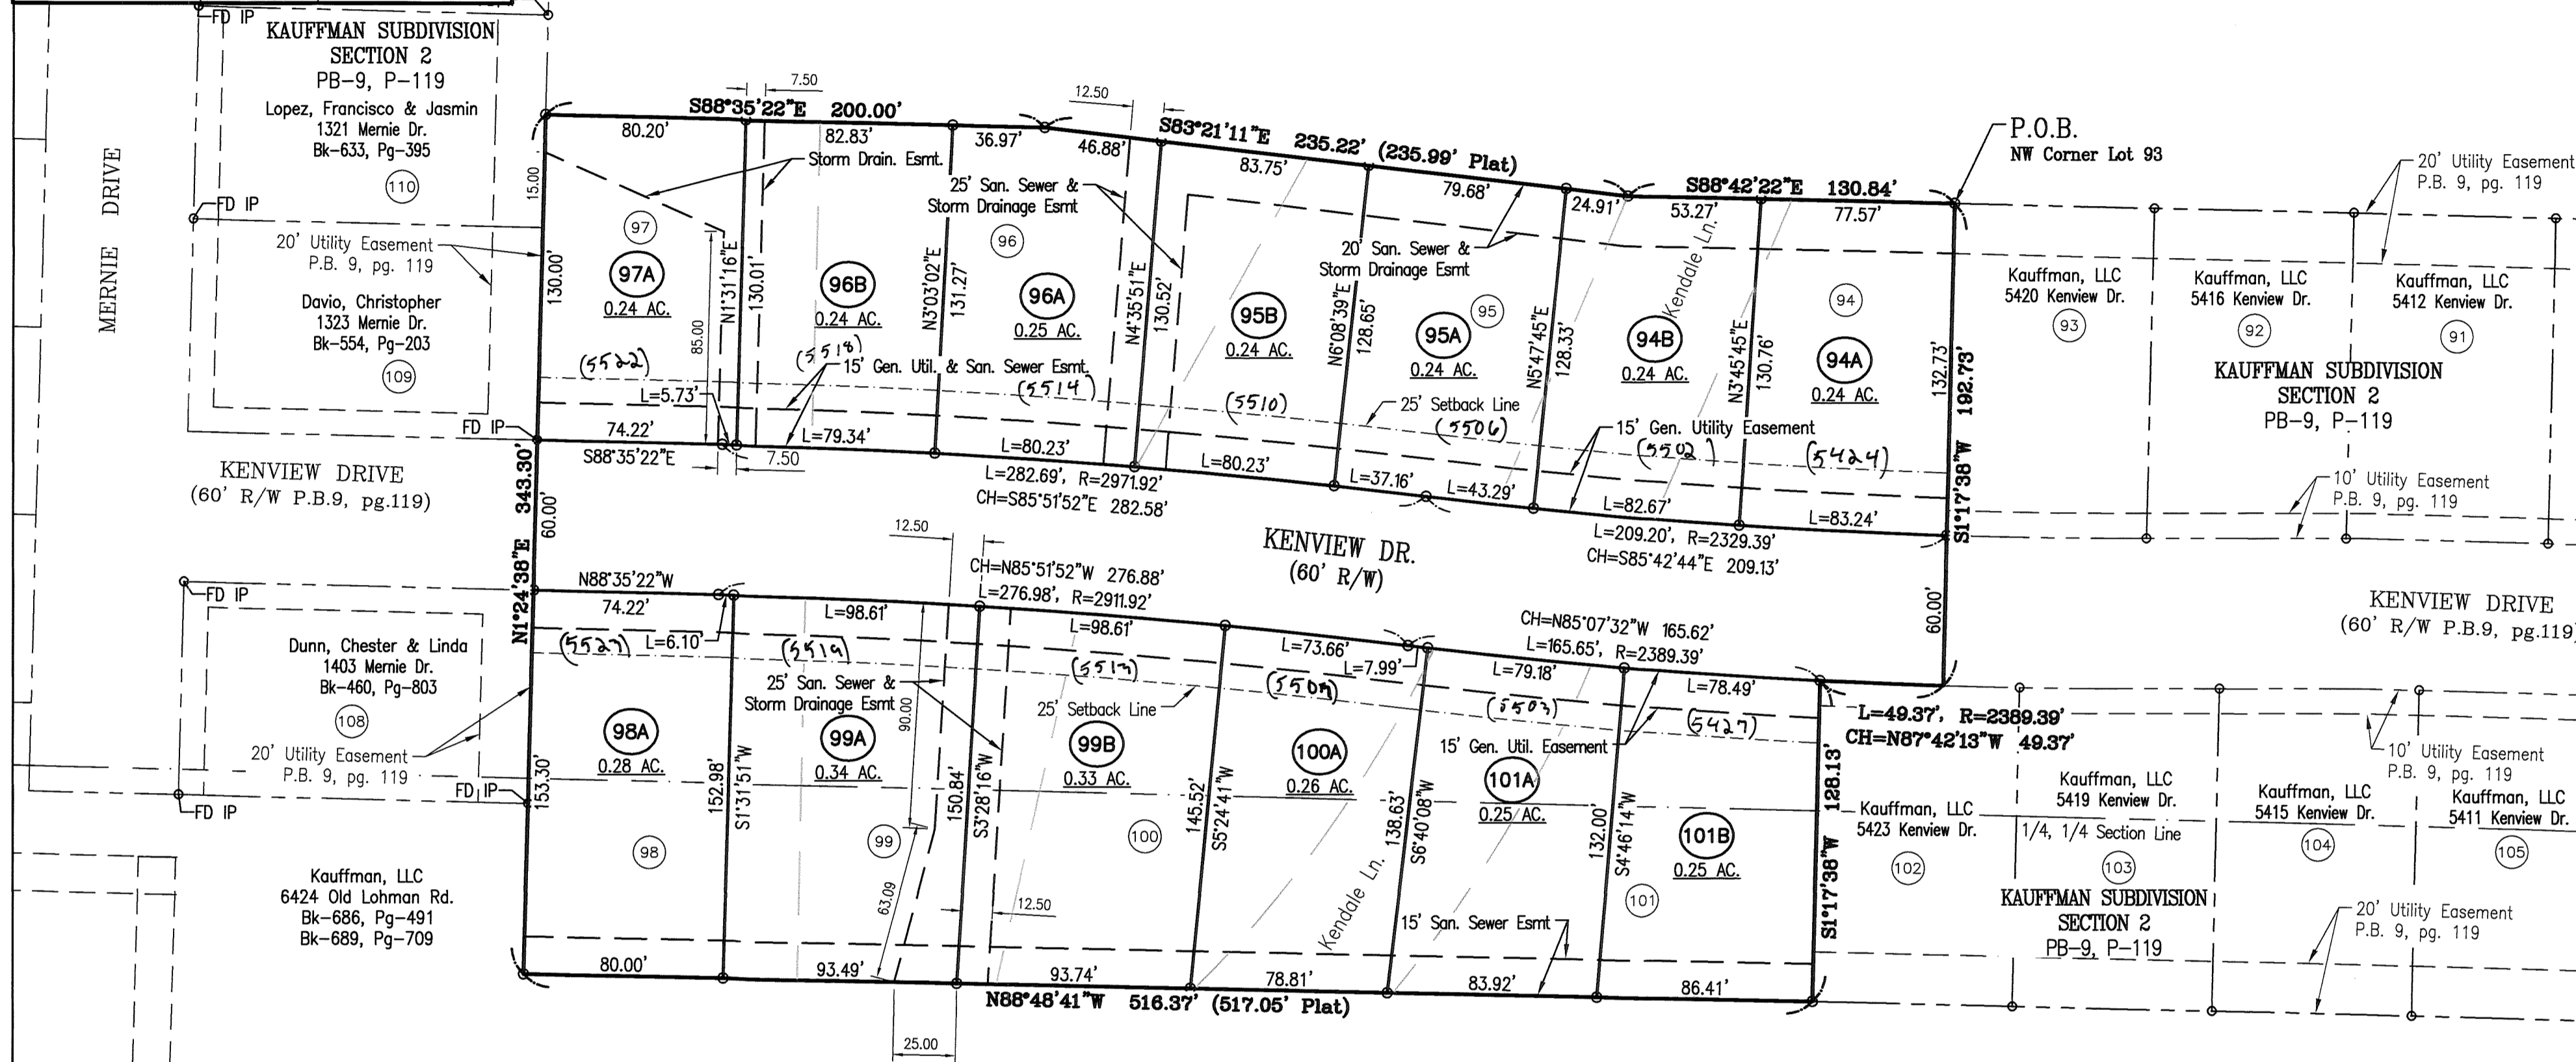 FD IP
KAUFFMAN SUBDIVISION
SECTION 2
PB-9, P-119
Lopez, Francisco & Jasmin
1321 Mernie Dr.
Bk-633, Pg-395
110
FD IP
20' Utility Easement
P.B. 9, pg. 119
Davio, Christopher
1323 Mernie Dr.
Bk-554, Pg-203
109
FD IP
MERNIE DRIVE
KENVIEW DRIVE
(60' R/W P.B.9, pg.119)
FD IP
Dunn, Chester & Linda
1403 Mernie Dr.
Bk-460, Pg-803
108
20' Utility Easement
P.B. 9, pg. 119
FD IP
FD IP
Kauffman, LLC
6424 Old Lohman Rd.
Bk-686, Pg-491
Bk-689, Pg-709
N1°24'38"E 343.30'
15.00
130.00'
60.00'
153.30'
7.50
S88°35'22"E 200.00'
80.20'
82.83'
36.97'
12.50
46.88'
S83°21'11"E 235.22' (235.99' Plat)
83.75'
79.68'
24.91'
S88°42'22"E 130.84'
53.27'
77.57'
P.O.B.
NW Corner Lot 93
Storm Drain. Esmt.
25' San. Sewer &
Storm Drainage Esmt
20' San. Sewer &
Storm Drainage Esmt
Kendale Ln.
97
97A
0.24 AC.
(5522)
85.00
N1°31'16"E
130.01'
96B
0.24 AC.
(5518)
N3°03'02"E
131.27'
96
96A
0.25 AC.
(5514)
N4°35'51"E
130.52'
95B
0.24 AC.
(5510)
N6°08'39"E
128.65'
95
95A
0.24 AC.
(5506)
N5°47'45"E
128.33'
94B
0.24 AC.
(5502)
N3°45'45"E
130.76'
94
94A
0.24 AC.
(5424)
132.73'
S1°17'38"W 192.73'
60.00'
15' Gen. Util. & San. Sewer Esmt.
25' Setback Line
15' Gen. Utility Easement
L=5.73'
74.22'
S88°35'22"E
7.50
L=79.34'
L=80.23'
L=282.69', R=2971.92'
CH=S85°51'52"E 282.58'
L=80.23'
L=37.16'
L=43.29'
L=82.67'
L=83.24'
L=209.20', R=2329.39'
CH=S85°42'44"E 209.13'
KENVIEW DR.
(60' R/W)
N88°35'22"W
74.22'
L=6.10'
L=98.61'
12.50
CH=N85°51'52"W 276.88'
L=276.98', R=2911.92'
L=98.61'
L=73.66'
L=7.99'
CH=N85°07'32"W 165.62'
L=165.65', R=2389.39'
L=79.18'
L=78.49'
L=49.37', R=2389.39'
CH=N87°42'13"W 49.37'
25' San. Sewer &
Storm Drainage Esmt
25' Setback Line
15' Gen. Util. Easement
98A
0.28 AC.
98
152.98'
S1°31'51"W
(5519)
99A
0.34 AC.
99
90.00
63.09
150.84'
S3°28'16"W
(5513)
99B
0.33 AC.
100
12.50
145.52'
S5°24'41"W
100A
0.26 AC.
Kendale Ln.
138.63'
S6°40'08"W
(5503)
101A
0.25 AC.
132.00'
S4°46'14"W
(5427)
101B
0.25 AC.
101
S1°17'38"W 128.13'
15' San. Sewer Esmt
80.00'
93.49'
93.74'
78.81'
83.92'
86.41'
N88°48'41"W 516.37' (517.05' Plat)
25.00
20' Utility Easement
P.B. 9, pg. 119
Kauffman, LLC
5420 Kenview Dr.
93
Kauffman, LLC
5416 Kenview Dr.
92
Kauffman, LLC
5412 Kenview Dr.
91
KAUFFMAN SUBDIVISION
SECTION 2
PB-9, P-119
10' Utility Easement
P.B. 9, pg. 119
KENVIEW DRIVE
(60' R/W P.B.9, pg.119)
10' Utility Easement
P.B. 9, pg. 119
Kauffman, LLC
5423 Kenview Dr.
102
Kauffman, LLC
5419 Kenview Dr.
1/4, 1/4 Section Line
103
Kauffman, LLC
5415 Kenview Dr.
104
Kauffman, LLC
5411 Kenview Dr.
105
KAUFFMAN SUBDIVISION
SECTION 2
PB-9, P-119
20' Utility Easement
P.B. 9, pg. 119